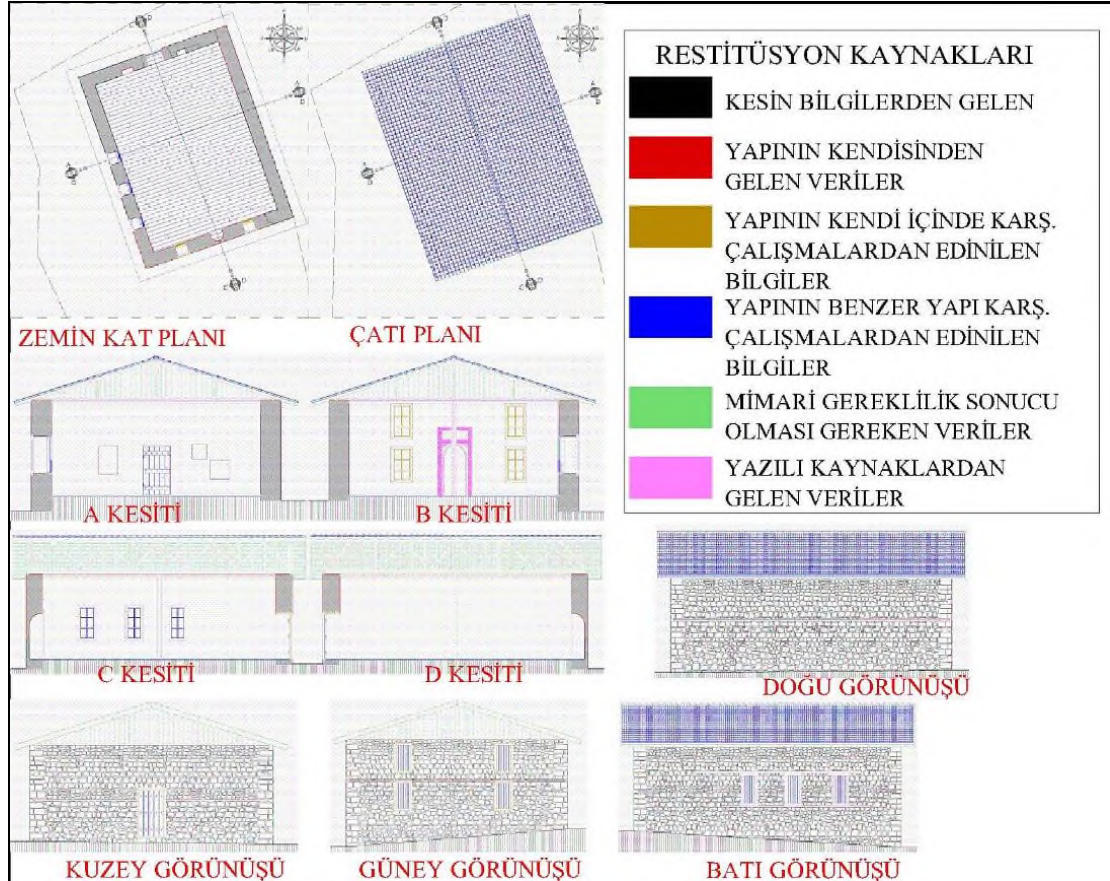 RESTİTÜSYON KAYNAKLARI
KESİN BİLGİLERDEN GELEN
YAPININ KENDİSİNDEN
GELEN VERİLER
YAPININ KENDİ İÇİNDE KARŞ.
ÇALIŞMALARDAN EDİNİLEN
BİLGİLER
YAPININ BENZER YAPI KARŞ.
ÇALIŞMALARDAN EDİNİLEN
BİLGİLER
MİMARİ GEREKLİLİK SONUCU
OLMASI GEREKEN VERİLER
YAZILI KAYNAKLARDAN
GELEN VERİLER
ZEMİN KAT PLANI
ÇATI PLANI
A KESİTİ
B KESİTİ
C KESİTİ
D KESİTİ
DOĞU GÖRÜNÜŞÜ
KUZEY GÖRÜNÜŞÜ
GÜNEY GÖRÜNÜŞÜ
BATI GÖRÜNÜŞÜ